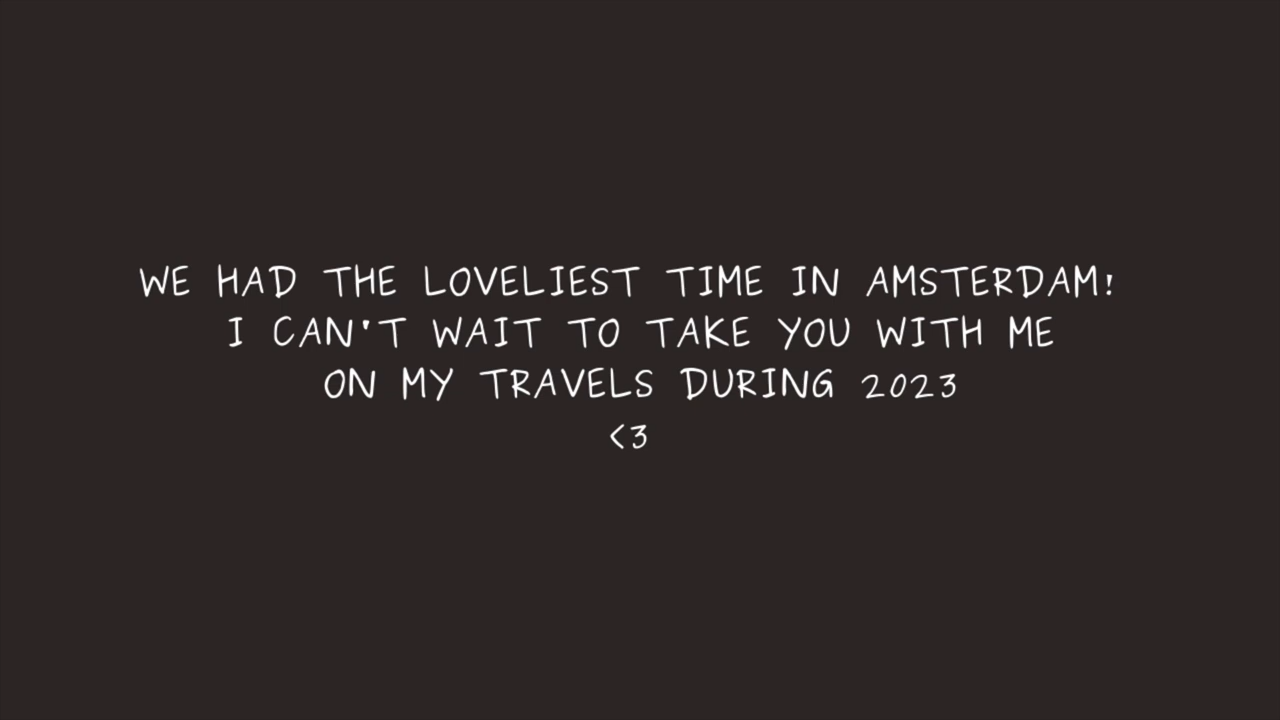 WE HAD THE LOVELIEST TIME IN AMSTERDAM!
I CAN'T WAIT TO TAKE YOU WITH ME
ON MY TRAVELS DURING 2023
<3